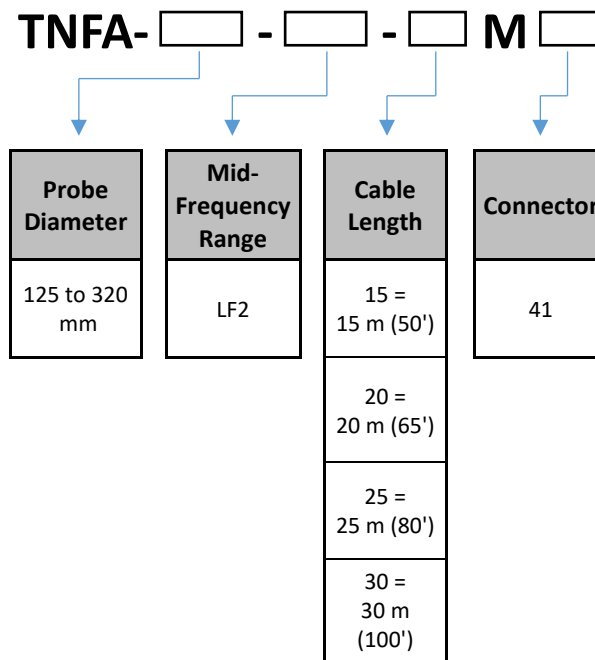 TNFA- - - M
Probe
Diameter
125 to 320
mm
Mid-
Frequency
Range
LF2
Cable
Length
15 =
15 m (50')
20 =
20 m (65')
25 =
25 m (80')
30 =
30 m
(100')
Connector
41